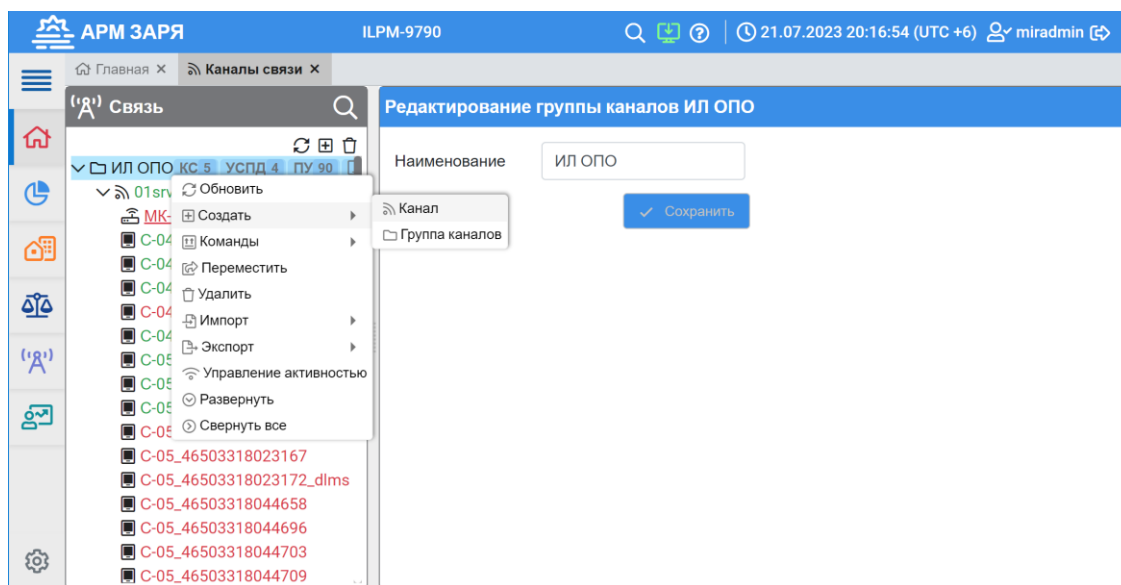 АРМ ЗАРЯ ILPM-9790 21.07.2023 20:16:54 (UTC +6) miradmin
Главная × Каналы связи ×
Связь
Редактирование группы каналов ИЛ ОПО
ИЛ ОПО КС 5 УСПД 4 ПУ 90
Наименование ИЛ ОПО
Сохранить
01srv
МК-
С-04
С-04
С-04
С-04
С-04
С-05
С-05
С-05
С-05
Обновить
Создать
Команды
Переместить
Удалить
Импорт
Экспорт
Управление активностью
Развернуть
Свернуть все
Канал
Группа каналов
С-05_46503318023167
С-05_46503318023172_dlms
С-05_46503318044658
С-05_46503318044696
С-05_46503318044703
С-05_46503318044709